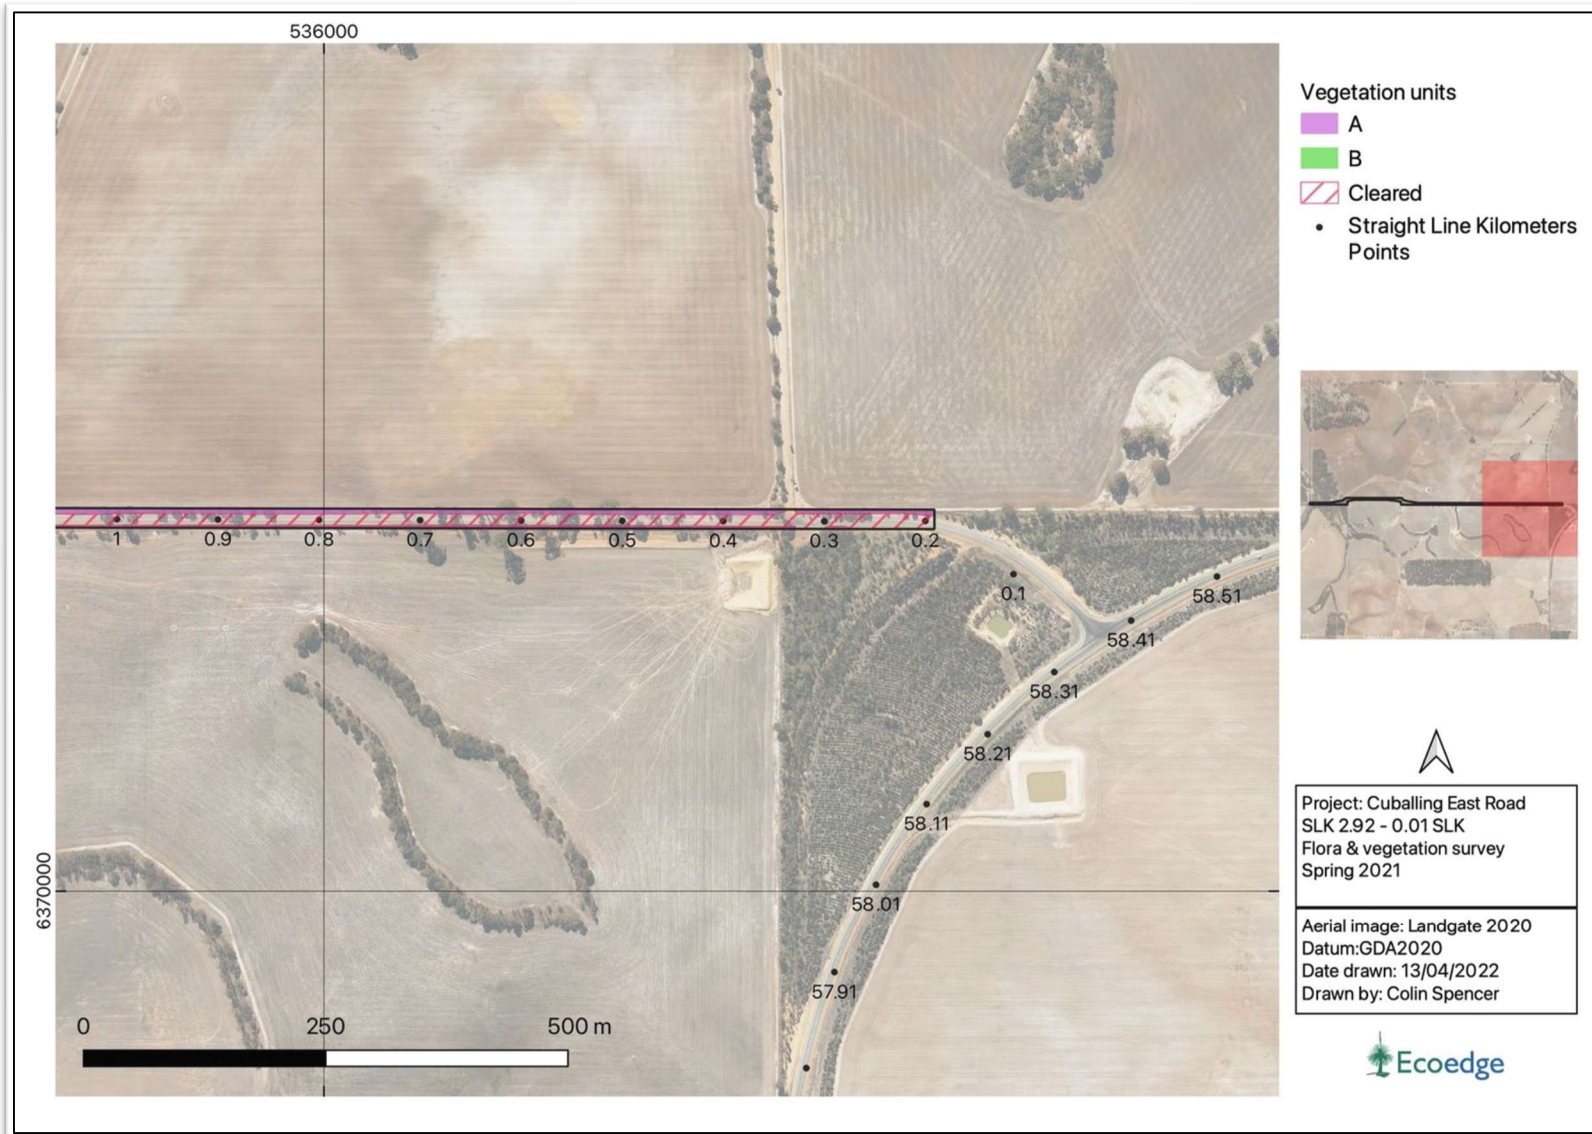 536000
Vegetation units
A
B
Cleared
Straight Line Kilometers
Points
1
0.9
0.8
0.7
0.6
0.5
0.4
0.3
0.2
0.1
58.51
58.41
58.31
58.21
58.11
58.01
57.91
6370000
0
250
500 m
Project: Cuballing East Road
SLK 2.92 - 0.01 SLK
Flora & vegetation survey
Spring 2021
Aerial image: Landgate 2020
Datum:GDA2020
Date drawn: 13/04/2022
Drawn by: Colin Spencer
Ecoedge